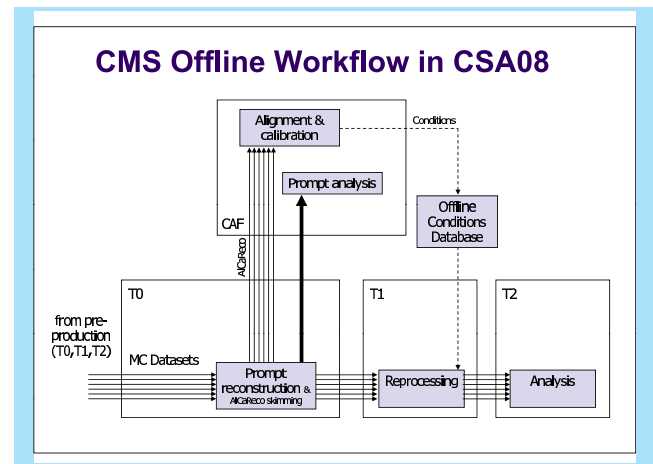 CMS Offline Workflow in CSA08
Alignment &
calibration
Conditions
Prompt analysis
CAF
Offline
Conditions
Database
AlCaReco
T0
T1
T2
from pre-
production
(T0,T1,T2)
MC Datasets
Prompt
reconstruction &
AlCaReco skimming
Reprocessing
Analysis